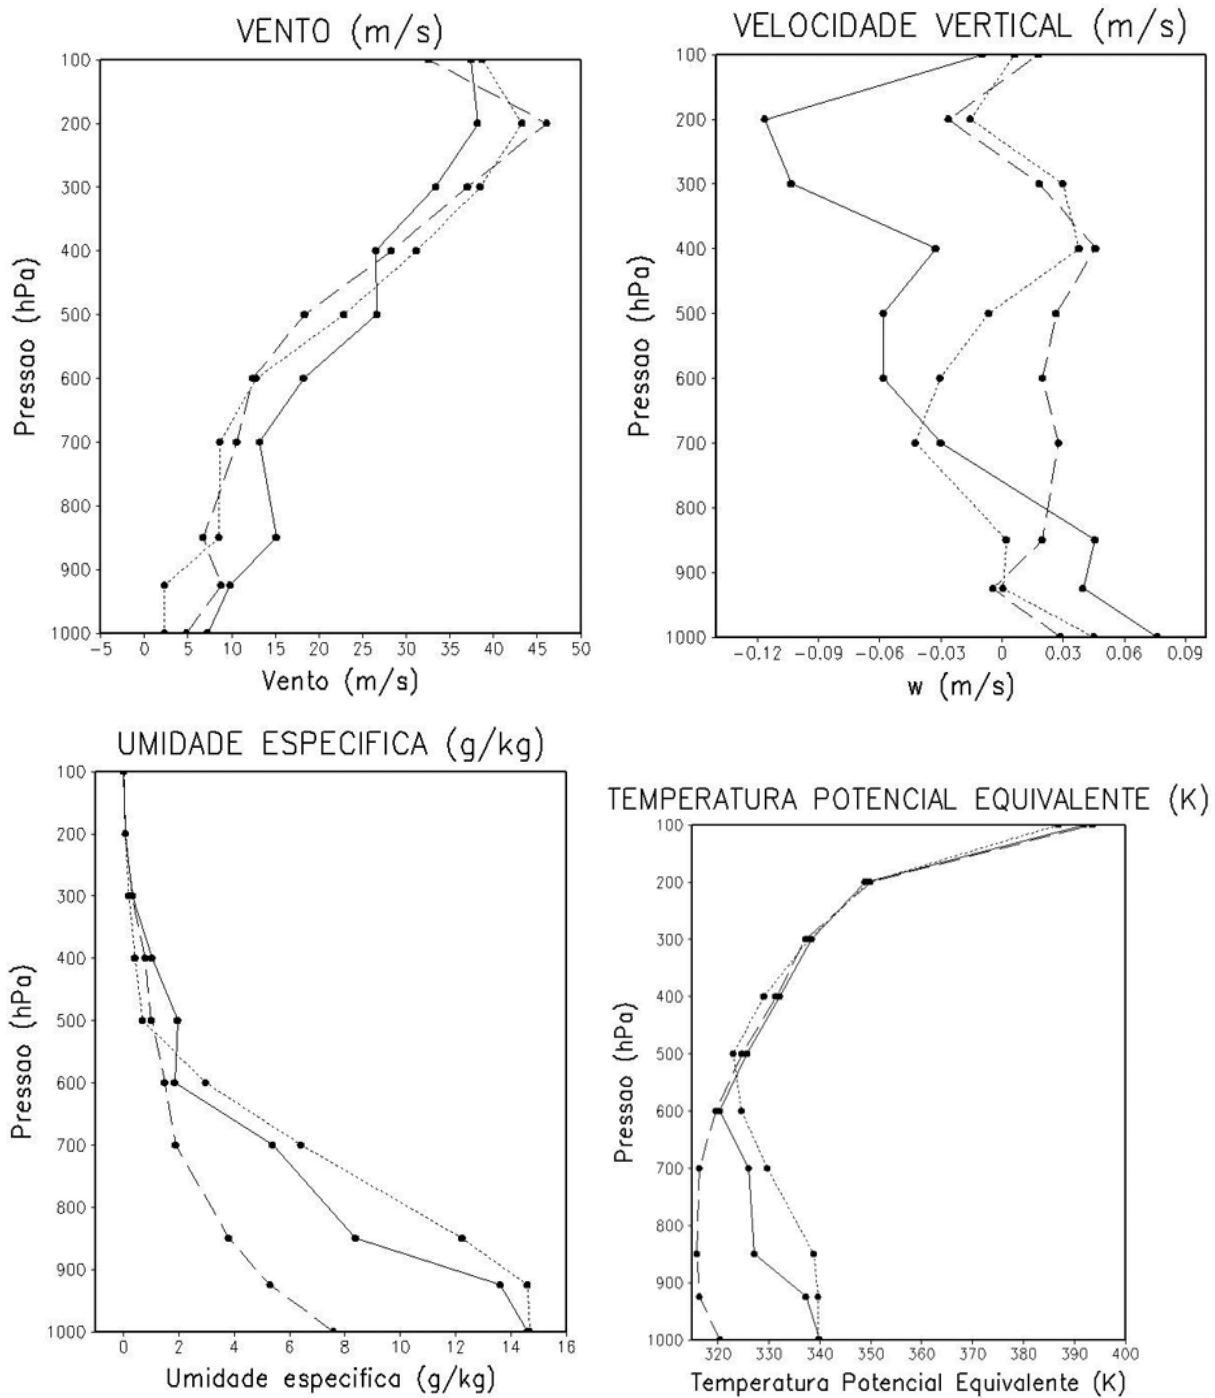 VENTO (m/s)
100
200
300
400
500
600
700
800
900
1000
Pressao (hPa)
-5 0 5 10 15 20 25 30 35 40 45 50
Vento (m/s)
VELOCIDADE VERTICAL (m/s)
100
200
300
400
500
600
700
800
900
1000
Pressao (hPa)
-0.12 -0.09 -0.06 -0.03 0 0.03 0.06 0.09
w (m/s)
UMIDADE ESPECIFICA (g/kg)
100
200
300
400
500
600
700
800
900
1000
Pressao (hPa)
0 2 4 6 8 10 12 14 16
Umidade especifica (g/kg)
TEMPERATURA POTENCIAL EQUIVALENTE (K)
100
200
300
400
500
600
700
800
900
1000
Pressao (hPa)
320 330 340 350 360 370 380 390 400
Temperatura Potencial Equivalente (K)